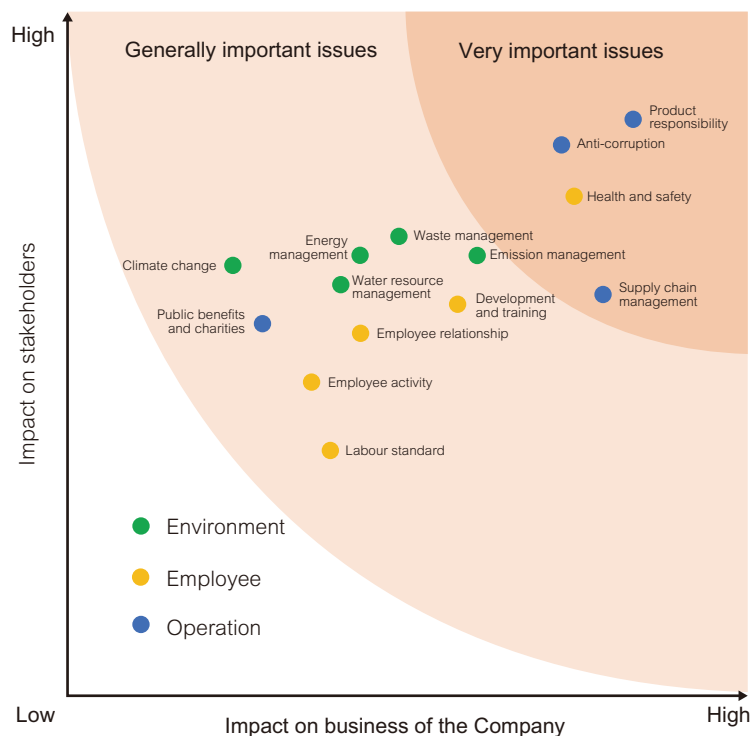 High
Generally important issues
Very important issues
Product
responsibility
Anti-corruption
Health and safety
Waste management
Energy
management
Emission management
Climate change
Water resource
management
Supply chain
management
Development
and training
Public benefits
and charities
Employee relationship
Employee activity
Labour standard
Impact on stakeholders
Environment
Employee
Operation
Low
Impact on business of the Company
High